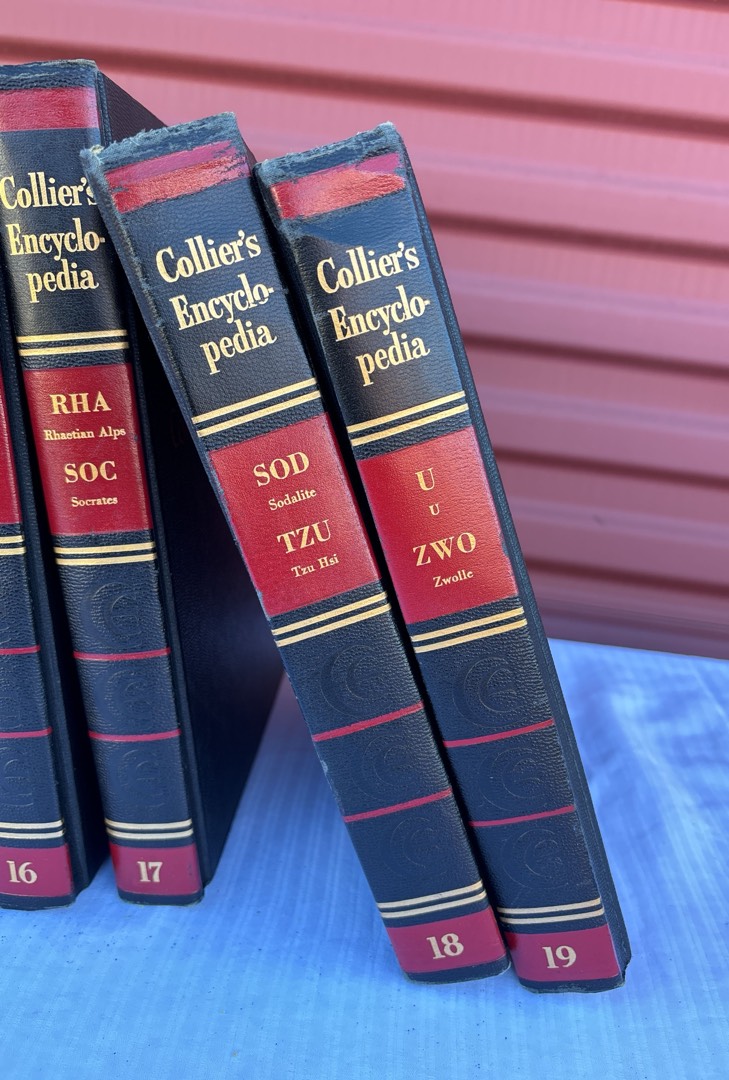 16
Collier's
Encyclo-
pedia
RHA
Rhaetian Alps
SOC
Socrates
17
Collier's
Encyclo-
pedia
SOD
Sodalite
TZU
Tzu Hsi
18
Collier's
Encyclo-
pedia
U
U
ZWO
Zwolle
19